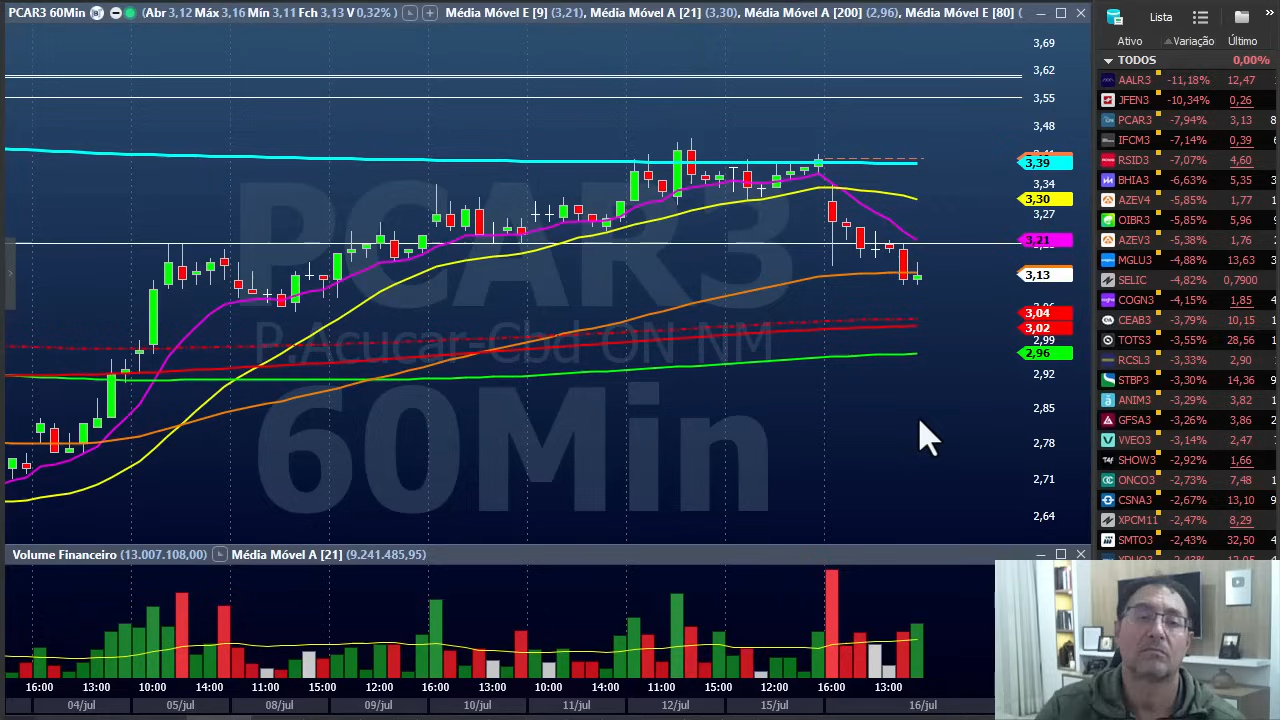 PCAR3 60Min (Abr 3,12 Máx 3,16 Mín 3,11 Fch 3,13 V 0,32%) Média Móvel E [9] (3,21), Média Móvel A [21] (3,30), Média Móvel A [200] (2,96), Média Móvel E [80] (
Lista
Ativo Variação Último
TODOS 0,00%
AALR3 -11,18% 12,47
JFEN3 -10,34% 0,26
PCAR3 -7,94% 3,13 8
IFCM3 -7,14% 0,39
RSID3 -7,07% 4,60
BHIA3 -6,63% 5,35 3
AZEV4 -5,85% 1,77
OIBR3 -5,85% 5,96
AZEV3 -5,38% 1,76
MGLU3 -4,88% 13,63 3
SELIC -4,82% 0,7900
COGN3 -4,15% 1,85 4
CEAB3 -3,79% 10,15 1
TOTS3 -3,55% 28,56 1
RCSL3 -3,33% 2,90
STBP3 -3,30% 14,36 9
ANIM3 -3,29% 3,82 1
GFSA3 -3,26% 3,86 2
VVEO3 -3,14% 2,47
SHOW3 -2,92% 1,66
ONCO3 -2,73% 7,48 1
CSNA3 -2,67% 13,10 9
XPCM11 -2,47% 8,29
SMTO3 -2,43% 32,50
3,69
3,62
3,55
3,48
3,39
3,34
3,30
3,27
3,21
3,13
3,04
3,02
2,99
2,96
2,92
2,85
2,78
2,71
2,64
PCAR3
P.Acucar-Cbd ON NM
60Min
Volume Financeiro (13.007.108,00) Média Móvel A [21] (9.241.485,95)
16:00 13:00 10:00 14:00 11:00 15:00 12:00 16:00 13:00 10:00 14:00 11:00 15:00 12:00 16:00 13:00
04/jul 05/jul 08/jul 09/jul 10/jul 11/jul 12/jul 15/jul 16/jul